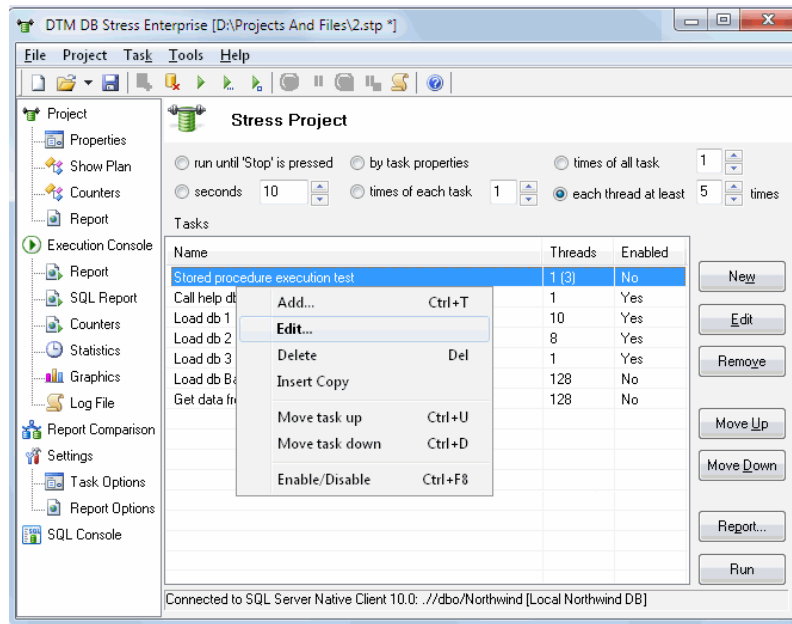 DTM DB Stress Enterprise [D:\Projects And Files\2.stp *]
File Project Task Tools Help
Project
Properties
Show Plan
Counters
Report
Execution Console
Report
SQL Report
Counters
Statistics
Graphics
Log File
Report Comparison
Settings
Task Options
Report Options
SQL Console
Stress Project
run until 'Stop' is pressed by task properties times of all task 1
seconds 10 times of each task 1 each thread at least 5 times
Tasks
Name Threads Enabled
Stored procedure execution test 1 (3) No
Call help db 1 Yes
Load db 1 10 Yes
Load db 2 8 Yes
Load db 3 1 Yes
Load db Ba 128 No
Get data fr 128 No
Add... Ctrl+T
Edit...
Delete Del
Insert Copy
Move task up Ctrl+U
Move task down Ctrl+D
Enable/Disable Ctrl+F8
New
Edit
Remove
Move Up
Move Down
Report...
Run
Connected to SQL Server Native Client 10.0: .//dbo/Northwind [Local Northwind DB]